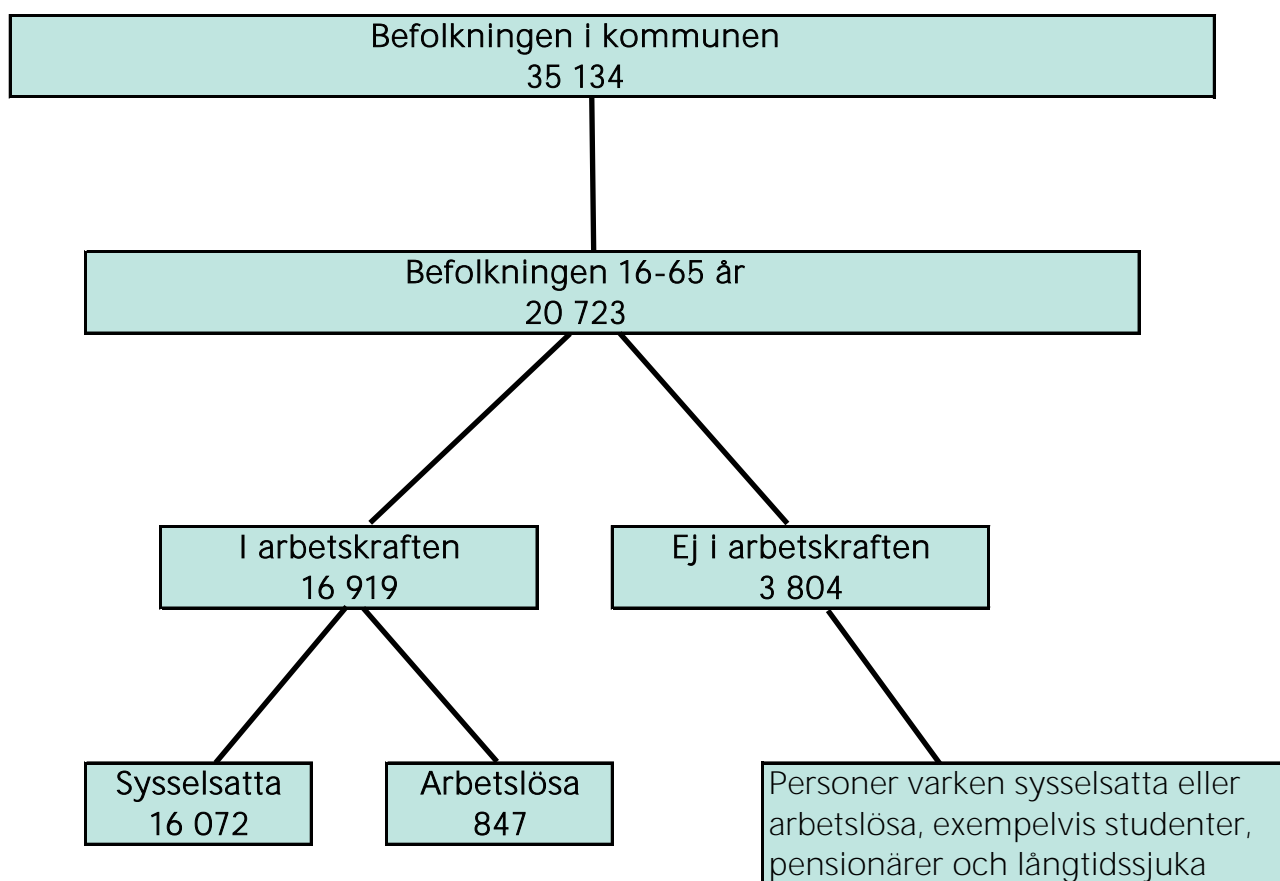 Befolkningen i kommunen
35 134
Befolkningen 16-65 år
20 723
I arbetskraften
16 919
Ej i arbetskraften
3 804
Sysselsatta
16 072
Arbetslösa
847
Personer varken sysselsatta eller
arbetslösa, exempelvis studenter,
pensionärer och långtidssjuka